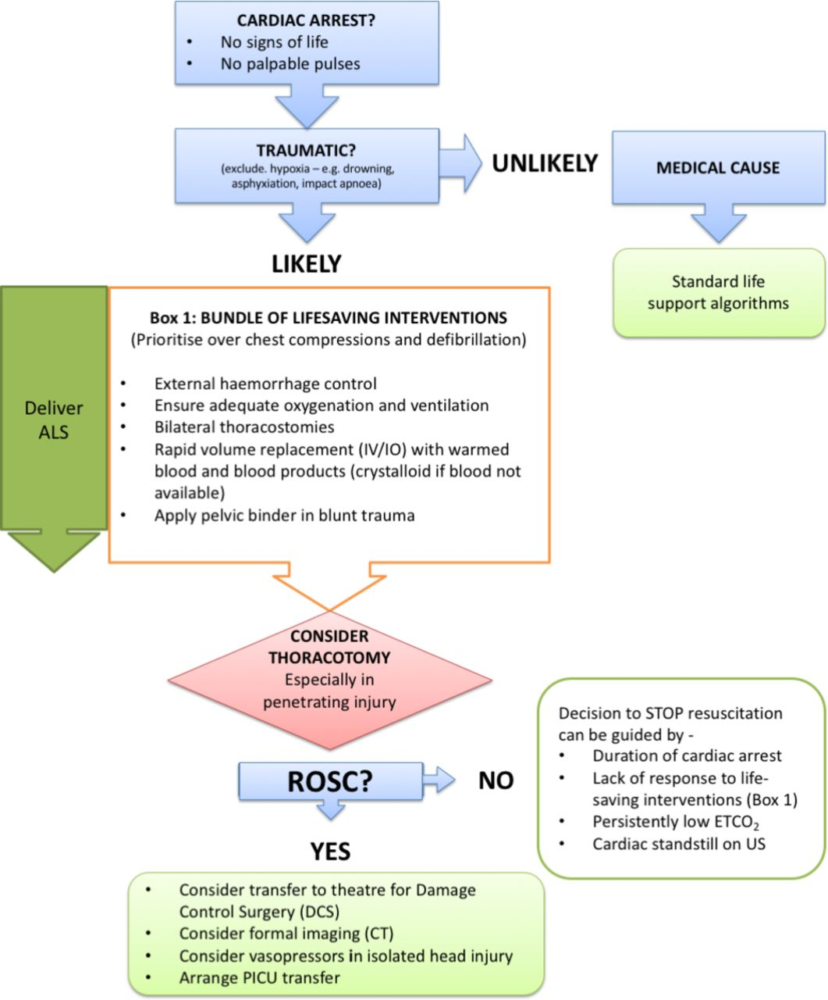 CARDIAC ARREST?
• No signs of life
• No palpable pulses
TRAUMATIC?
(exclude. hypoxia – e.g. drowning,
asphyxiation, impact apnoea)
UNLIKELY
MEDICAL CAUSE
Standard life
support algorithms
LIKELY
Deliver
ALS
Box 1: BUNDLE OF LIFESAVING INTERVENTIONS
(Prioritise over chest compressions and defibrillation)
• External haemorrhage control
• Ensure adequate oxygenation and ventilation
• Bilateral thoracostomies
• Rapid volume replacement (IV/IO) with warmed
blood and blood products (crystalloid if blood not
available)
• Apply pelvic binder in blunt trauma
CONSIDER
THORACOTOMY
Especially in
penetrating injury
ROSC?
NO
Decision to STOP resuscitation
can be guided by -
• Duration of cardiac arrest
• Lack of response to life-
saving interventions (Box 1)
• Persistently low ETCO₂
• Cardiac standstill on US
YES
• Consider transfer to theatre for Damage
Control Surgery (DCS)
• Consider formal imaging (CT)
• Consider vasopressors in isolated head injury
• Arrange PICU transfer